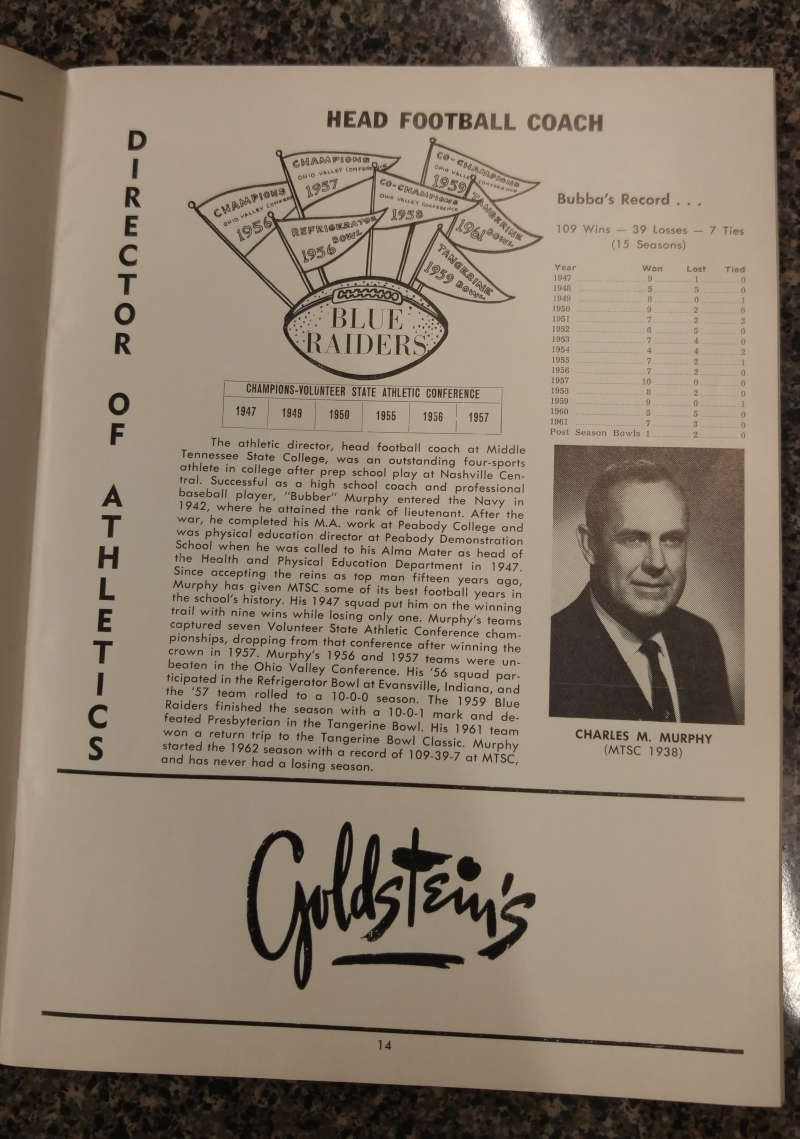 HEAD FOOTBALL COACH
DIRECTOR OF ATHLETICS
CHAMPIONS
OHIO VALLEY CONFERENCE
1957
CO-CHAMPIONS
OHIO VALLEY CONFERENCE
1959
CHAMPIONS
OHIO VALLEY CONFERENCE
1956
CO-CHAMPIONS
OHIO VALLEY CONFERENCE
1958
REFRIGERATOR
BOWL
1956
TANGERINE
BOWL
1961
TANGERINE
1959 BOWL
BLUE
RAIDERS
CHAMPIONS-VOLUNTEER STATE ATHLETIC CONFERENCE
1947 1949 1950 1955 1956 1957
The athletic director, head football coach at Middle
Tennessee State College, was an outstanding four-sports
athlete in college after prep school play at Nashville Cen-
tral. Successful as a high school coach and professional
baseball player, "Bubber" Murphy entered the Navy in
1942, where he attained the rank of lieutenant. After the
war, he completed his M.A. work at Peabody College and
was physical education director at Peabody Demonstration
School when he was called to his Alma Mater as head of
the Health and Physical Education Department in 1947.
Since accepting the reins as top man fifteen years ago,
Murphy has given MTSC some of its best football years in
the school's history. His 1947 squad put him on the winning
trail with nine wins while losing only one. Murphy's teams
captured seven Volunteer State Athletic Conference cham-
pionships, dropping from that conference after winning the
crown in 1957. Murphy's 1956 and 1957 teams were un-
beaten in the Ohio Valley Conference. His '56 squad par-
ticipated in the Refrigerator Bowl at Evansville, Indiana, and
the '57 team rolled to a 10-0-0 season. The 1959 Blue
Raiders finished the season with a 10-0-1 mark and de-
feated Presbyterian in the Tangerine Bowl. His 1961 team
won a return trip to the Tangerine Bowl Classic. Murphy
started the 1962 season with a record of 109-39-7 at MTSC,
and has never had a losing season.
Bubba's Record . . .
109 Wins — 39 Losses — 7 Ties
(15 Seasons)
Year Won Lost Tied
1947 9 1 0
1948 5 5 0
1949 8 0 1
1950 9 2 0
1951 7 2 2
1952 6 5 0
1953 7 4 0
1954 4 4 2
1955 7 2 1
1956 7 2 0
1957 10 0 0
1958 8 2 0
1959 9 0 1
1960 5 5 0
1961 7 3 0
Post Season Bowls 1 2 0
CHARLES M. MURPHY
(MTSC 1938)
Goldstein's
14